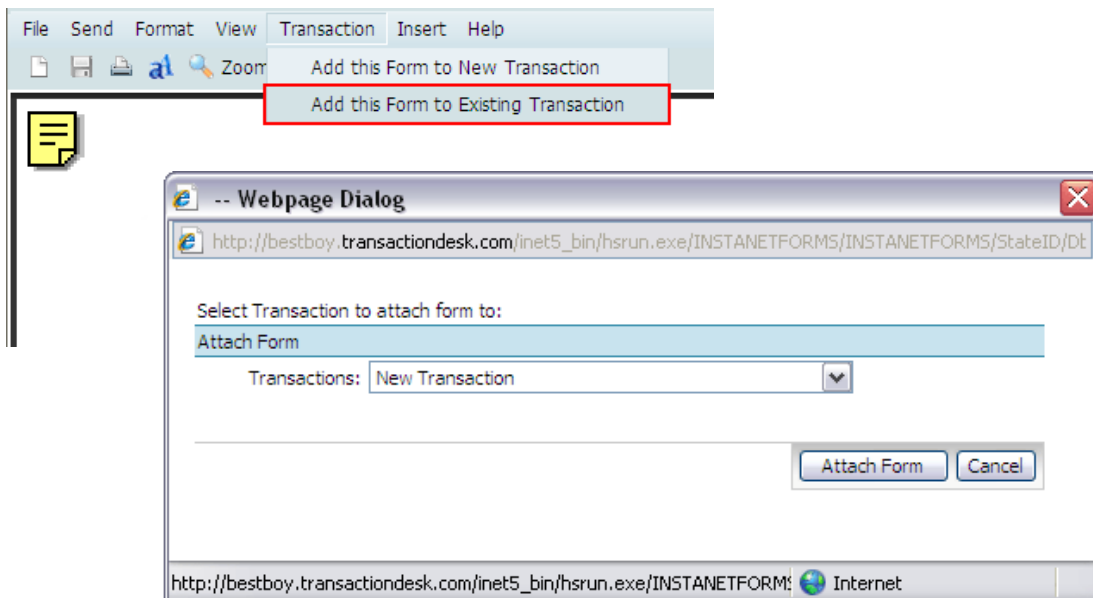 File Send Format View Transaction Insert Help
Zoom
Add this Form to New Transaction
Add this Form to Existing Transaction
-- Webpage Dialog
http://bestboy.transactiondesk.com/inet5_bin/hsrun.exe/INSTANETFORMS/INSTANETFORMS/StateID/Db
Select Transaction to attach form to:
Attach Form
Transactions: New Transaction
Attach Form Cancel
http://bestboy.transactiondesk.com/inet5_bin/hsrun.exe/INSTANETFORMS Internet